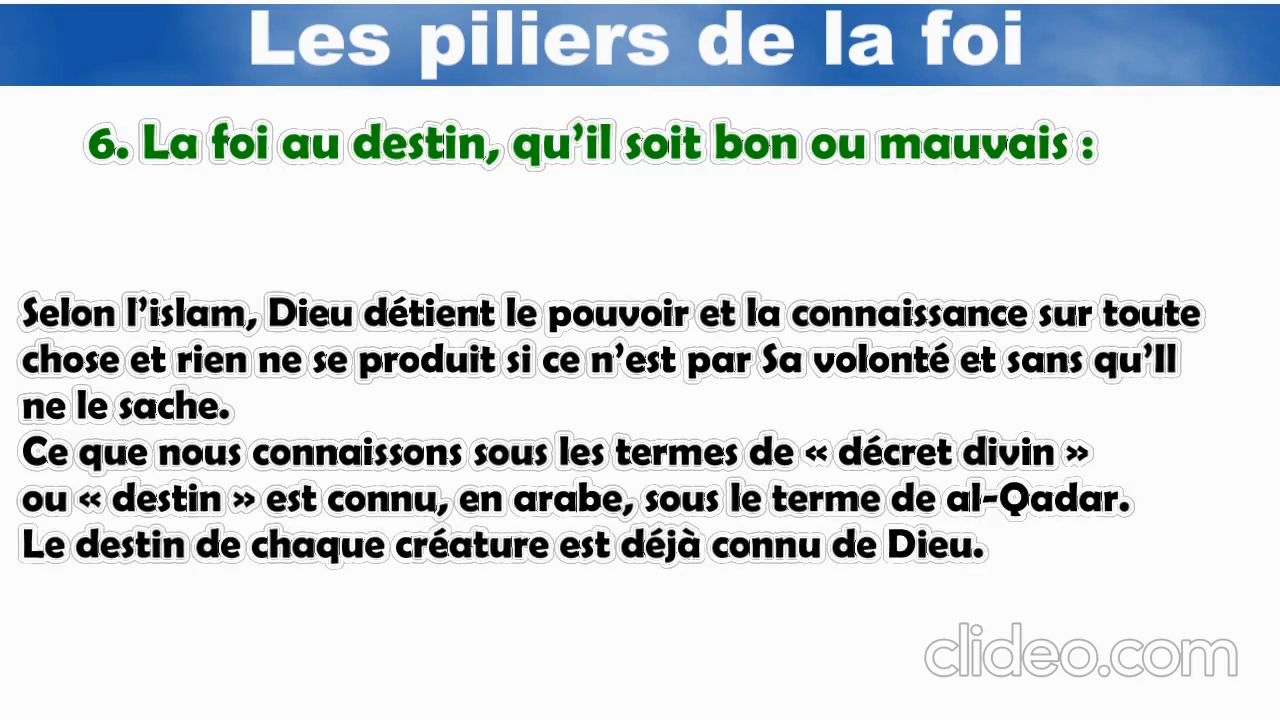 Les piliers de la foi
6. La foi au destin, qu’il soit bon ou mauvais :
Selon l’islam, Dieu détient le pouvoir et la connaissance sur toute
chose et rien ne se produit si ce n’est par Sa volonté et sans qu’Il
ne le sache.
Ce que nous connaissons sous les termes de « décret divin »
ou « destin » est connu, en arabe, sous le terme de al-Qadar.
Le destin de chaque créature est déjà connu de Dieu.
clideo.com